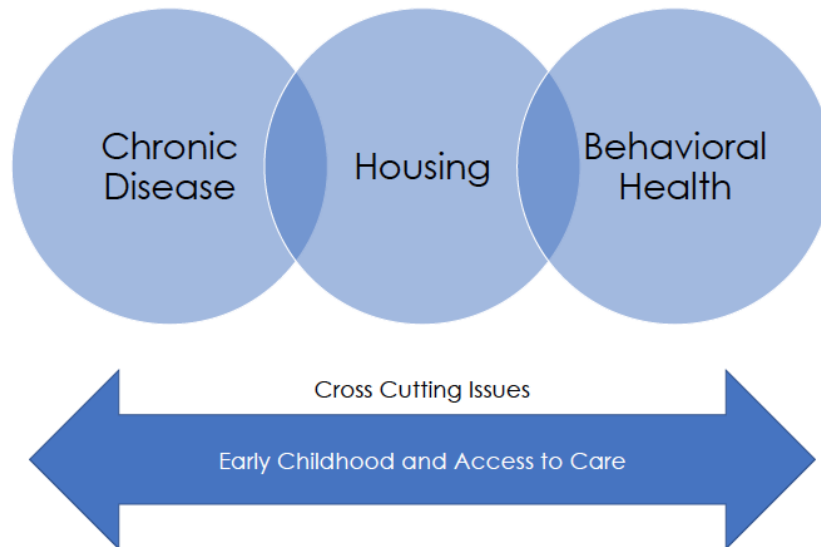 Chronic
Disease
Housing
Behavioral
Health
Cross Cutting Issues
Early Childhood and Access to Care